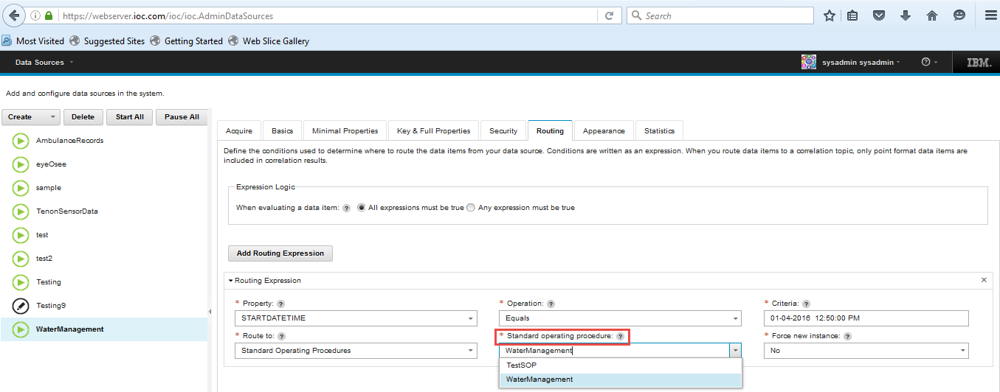 https://webserver.ioc.com/ioc/ioc.AdminDataSources
Search
Most Visited Suggested Sites Getting Started Web Slice Gallery
Data Sources sysadmin sysadmin ? IBM.
Add and configure data sources in the system.
Create Delete Start All Pause All
AmbulanceRecords
eyeOsee
sample
TenonSensorData
test
test2
Testing
Testing9
WaterManagement
Acquire Basics Minimal Properties Key & Full Properties Security Routing Appearance Statistics
Define the conditions used to determine where to route the data items from your data source. Conditions are written as an expression. When you route data items to a correlation topic, only point format data items are
included in correlation results.
Expression Logic
When evaluating a data item: ? All expressions must be true Any expression must be true
Add Routing Expression
Routing Expression
* Property: ? * Operation: ? * Criteria: ?
STARTDATETIME Equals 01-04-2016 12:50:00 PM
* Route to: ? * Standard operating procedure: ? * Force new instance: ?
Standard Operating Procedures WaterManagement No
TestSOP
WaterManagement